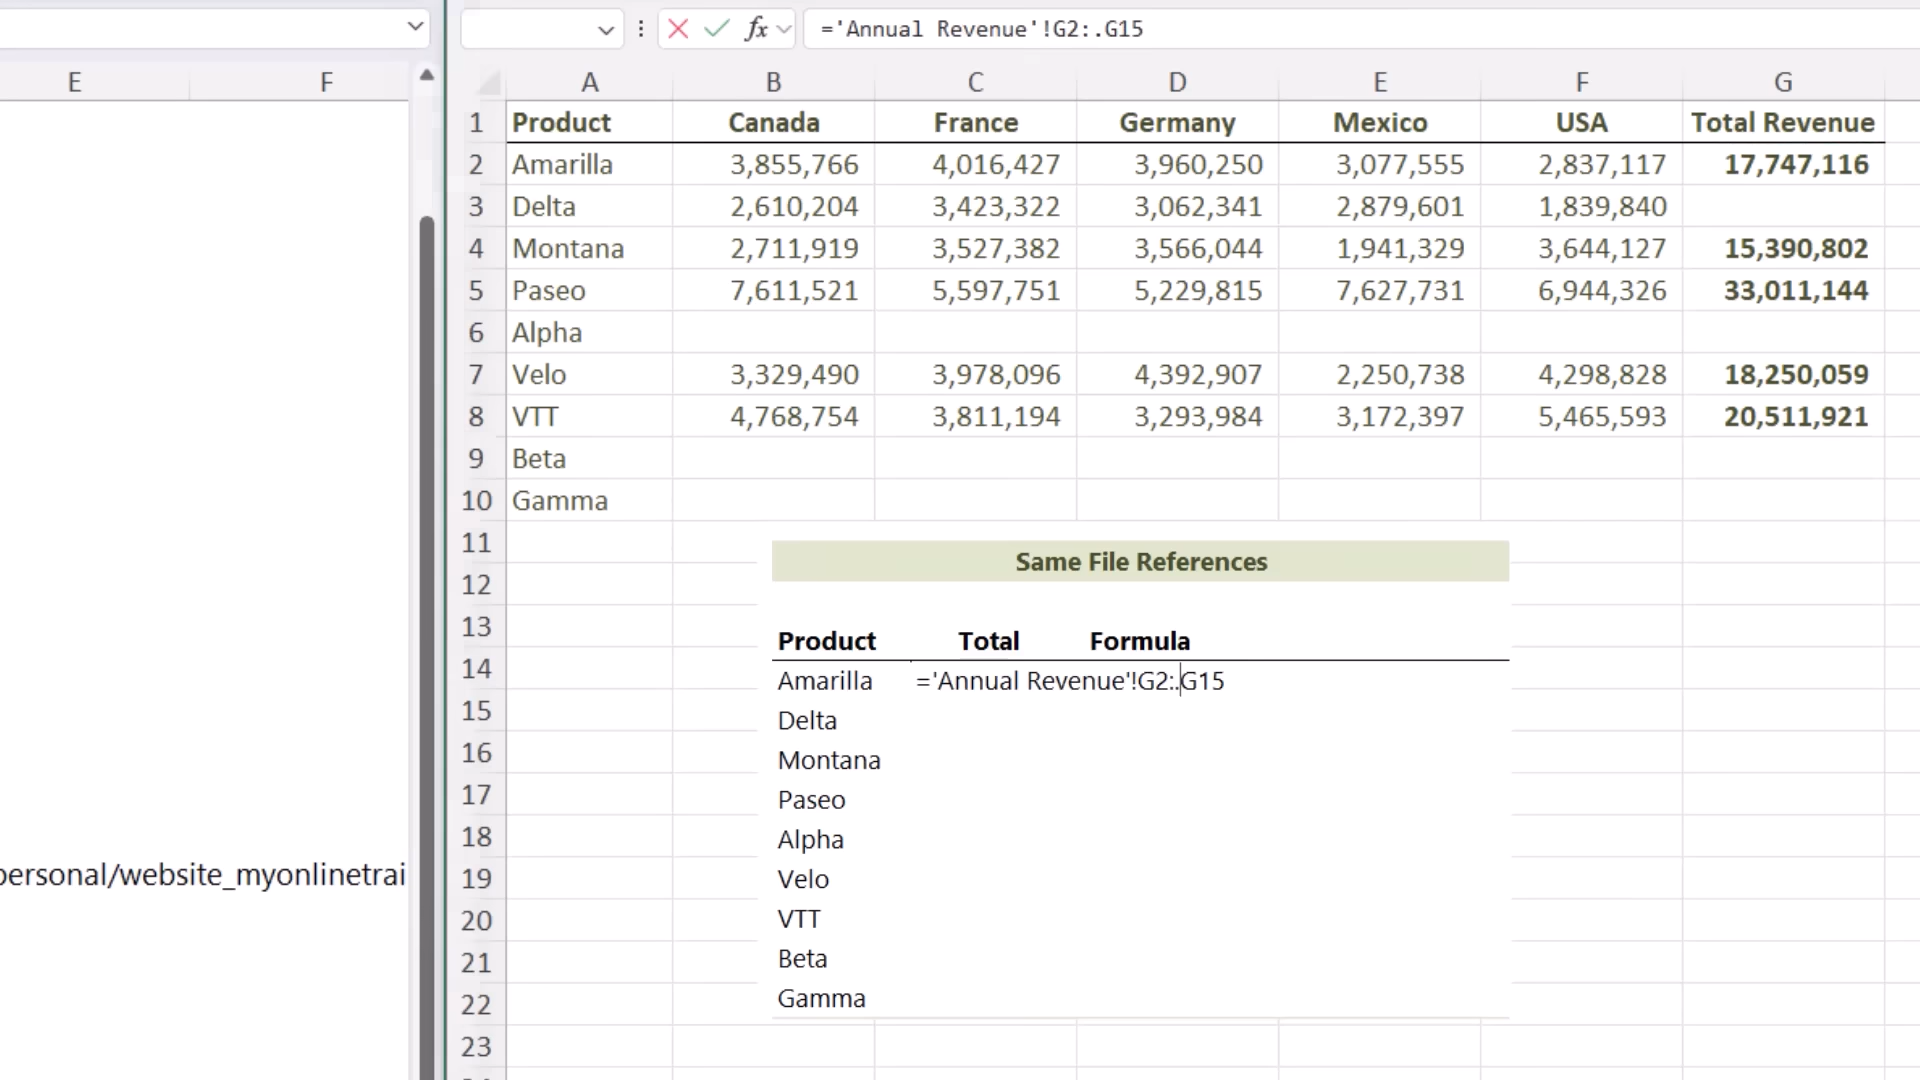 ='Annual Revenue'!G2:.G15
E F
A B C D E F G
1 Product Canada France Germany Mexico USA Total Revenue
2 Amarilla 3,855,766 4,016,427 3,960,250 3,077,555 2,837,117 17,747,116
3 Delta 2,610,204 3,423,322 3,062,341 2,879,601 1,839,840
4 Montana 2,711,919 3,527,382 3,566,044 1,941,329 3,644,127 15,390,802
5 Paseo 7,611,521 5,597,751 5,229,815 7,627,731 6,944,326 33,011,144
6 Alpha
7 Velo 3,329,490 3,978,096 4,392,907 2,250,738 4,298,828 18,250,059
8 VTT 4,768,754 3,811,194 3,293,984 3,172,397 5,465,593 20,511,921
9 Beta
10 Gamma
11
Same File References
12
13
Product Total Formula
14
Amarilla ='Annual Revenue'!G2:.G15
15
Delta
16
Montana
17
Paseo
18
Alpha
personal/website_myonlinetrai
19
Velo
20
VTT
21
Beta
22
Gamma
23